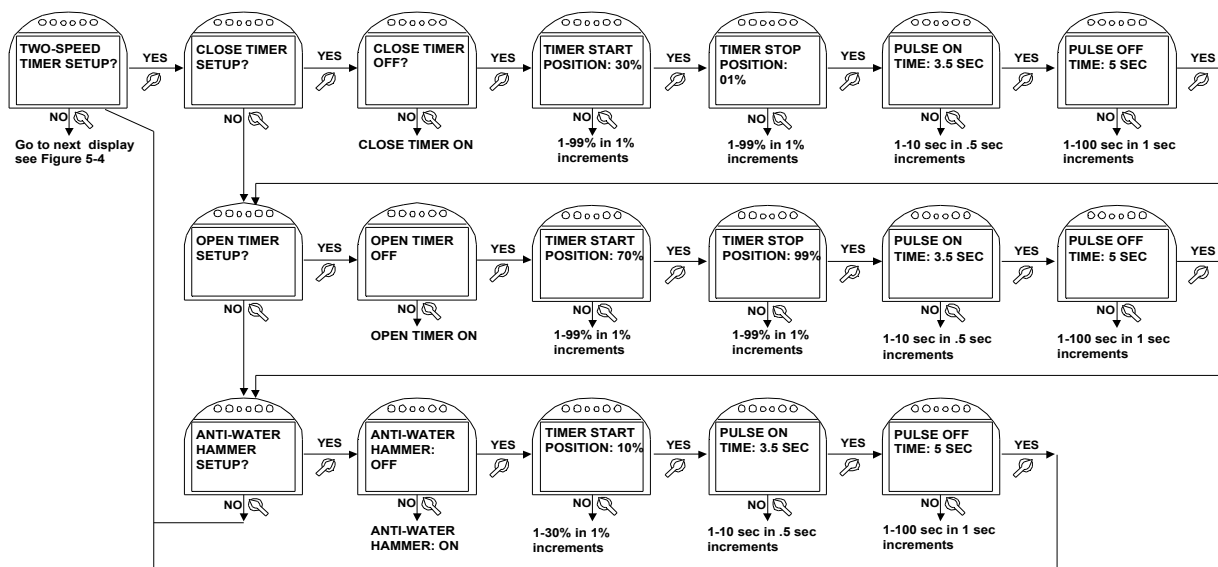 TWO-SPEED
TIMER SETUP?
YES
NO
Go to next display
see Figure 5-4
CLOSE TIMER
SETUP?
YES
NO
CLOSE TIMER
OFF?
YES
NO
CLOSE TIMER ON
TIMER START
POSITION: 30%
YES
NO
1-99% in 1%
increments
TIMER STOP
POSITION:
01%
YES
NO
1-99% in 1%
increments
PULSE ON
TIME: 3.5 SEC
YES
NO
1-10 sec in .5 sec
increments
PULSE OFF
TIME: 5 SEC
YES
NO
1-100 sec in 1 sec
increments
OPEN TIMER
SETUP?
YES
NO
OPEN TIMER
OFF
YES
NO
OPEN TIMER ON
TIMER START
POSITION: 70%
YES
NO
1-99% in 1%
increments
TIMER STOP
POSITION: 99%
YES
NO
1-99% in 1%
increments
PULSE ON
TIME: 3.5 SEC
YES
NO
1-10 sec in .5 sec
increments
PULSE OFF
TIME: 5 SEC
YES
NO
1-100 sec in 1 sec
increments
ANTI-WATER
HAMMER
SETUP?
YES
NO
ANTI-WATER
HAMMER:
OFF
YES
NO
ANTI-WATER
HAMMER: ON
TIMER START
POSITION: 10%
YES
NO
1-30% in 1%
increments
PULSE ON
TIME: 3.5 SEC
YES
NO
1-10 sec in .5 sec
increments
PULSE OFF
TIME: 5 SEC
YES
NO
1-100 sec in 1 sec
increments